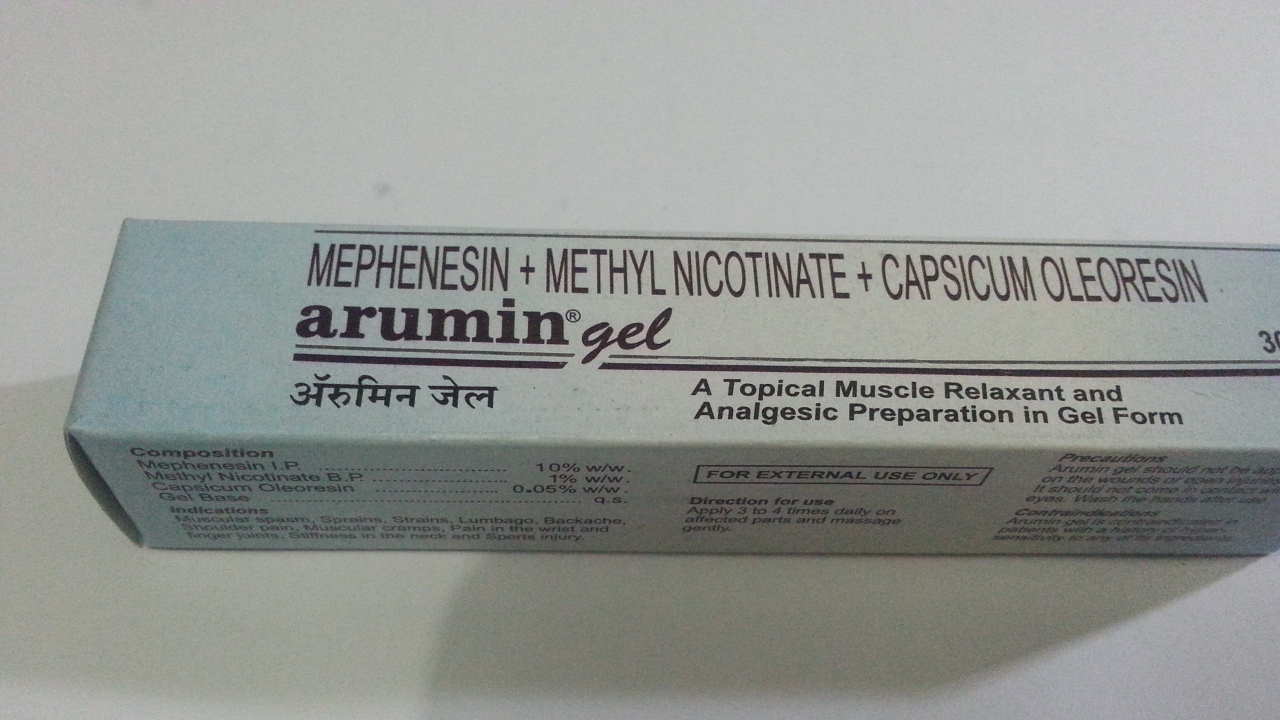 MEPHENESIN + METHYL NICOTINATE + CAPSICUM OLEORESIN
arumin® gel
30
अॅरुमिन जेल
A Topical Muscle Relaxant and
Analgesic Preparation in Gel Form
Composition
Mephenesin I.P. .......................... 10% w/w.
Methyl Nicotinate B.P. .................. 1% w/w.
Capsicum Oleoresin .................. 0.05% w/w.
Gel Base .................................... q.s.
Indications
Muscular spasm, Sprains, Strains, Lumbago, Backache,
Shoulder pain, Muscular cramps, Pain in the wrist and
finger joints, Stiffness in the neck and Sports injury.
FOR EXTERNAL USE ONLY
Direction for use
Apply 3 to 4 times daily on
affected parts and massage
gently.
Precautions
Arumin gel should not be
on the wounds or open injuries
It should not come in contact
eyes. Wash the hands after
Contraindications
Arumin gel is contraindicated in
patients with a history of
sensitivity to any of its ingredients.